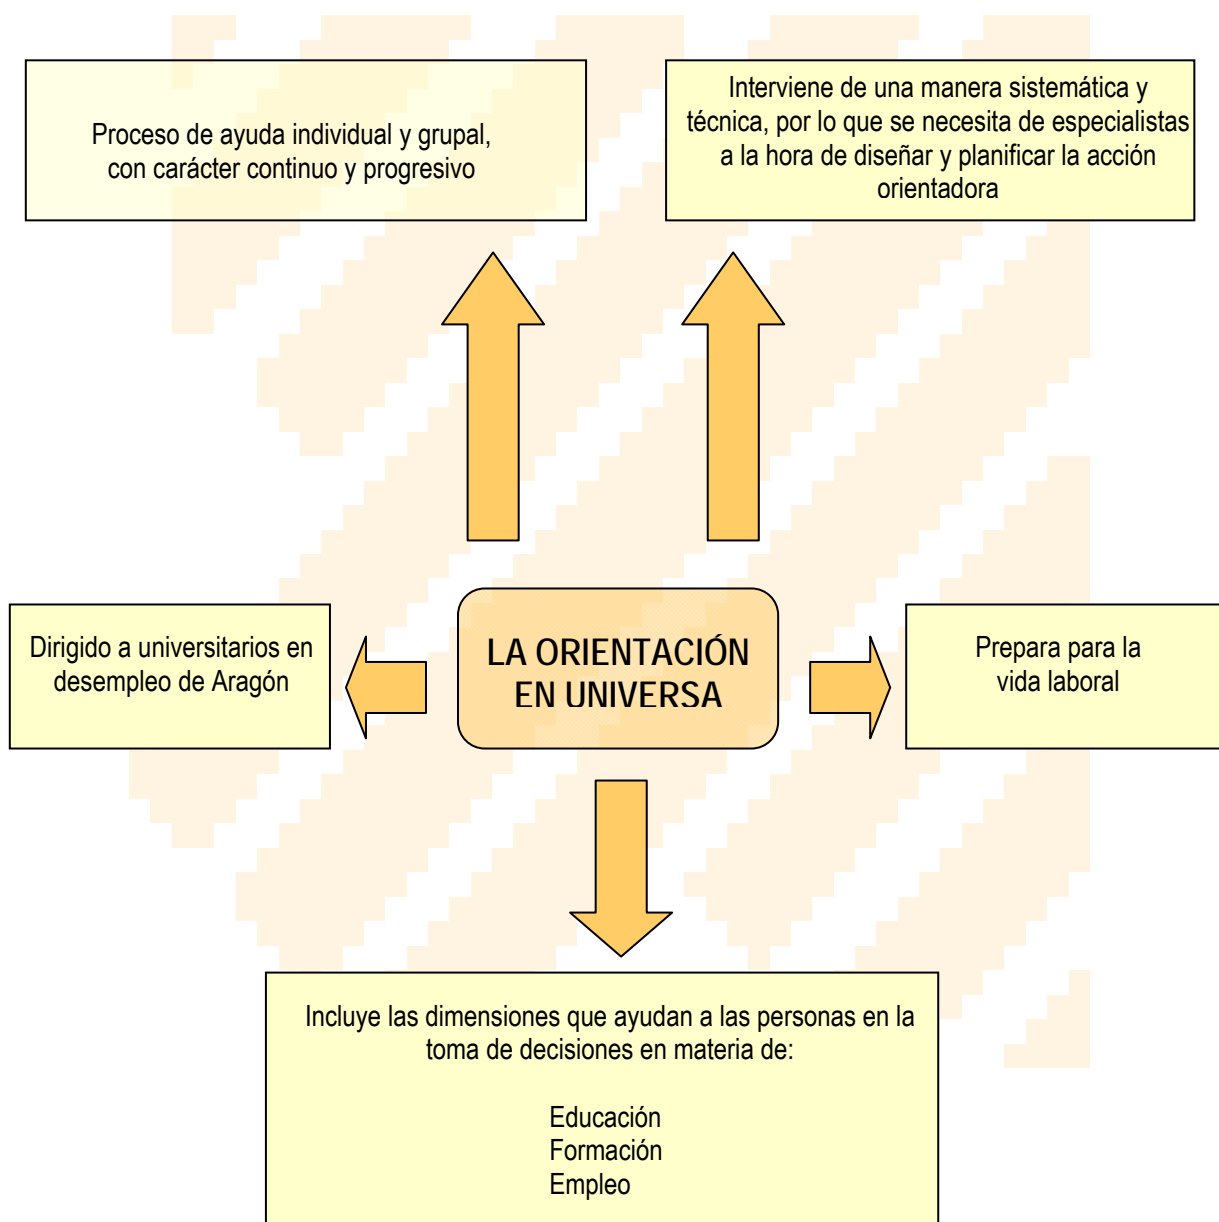 Proceso de ayuda individual y grupal,
con carácter continuo y progresivo
Interviene de una manera sistemática y
técnica, por lo que se necesita de especialistas
a la hora de diseñar y planificar la acción
orientadora
Dirigido a universitarios en
desempleo de Aragón
LA ORIENTACIÓN
EN UNIVERSA
Prepara para la
vida laboral
Incluye las dimensiones que ayudan a las personas en la
toma de decisiones en materia de:
Educación
Formación
Empleo